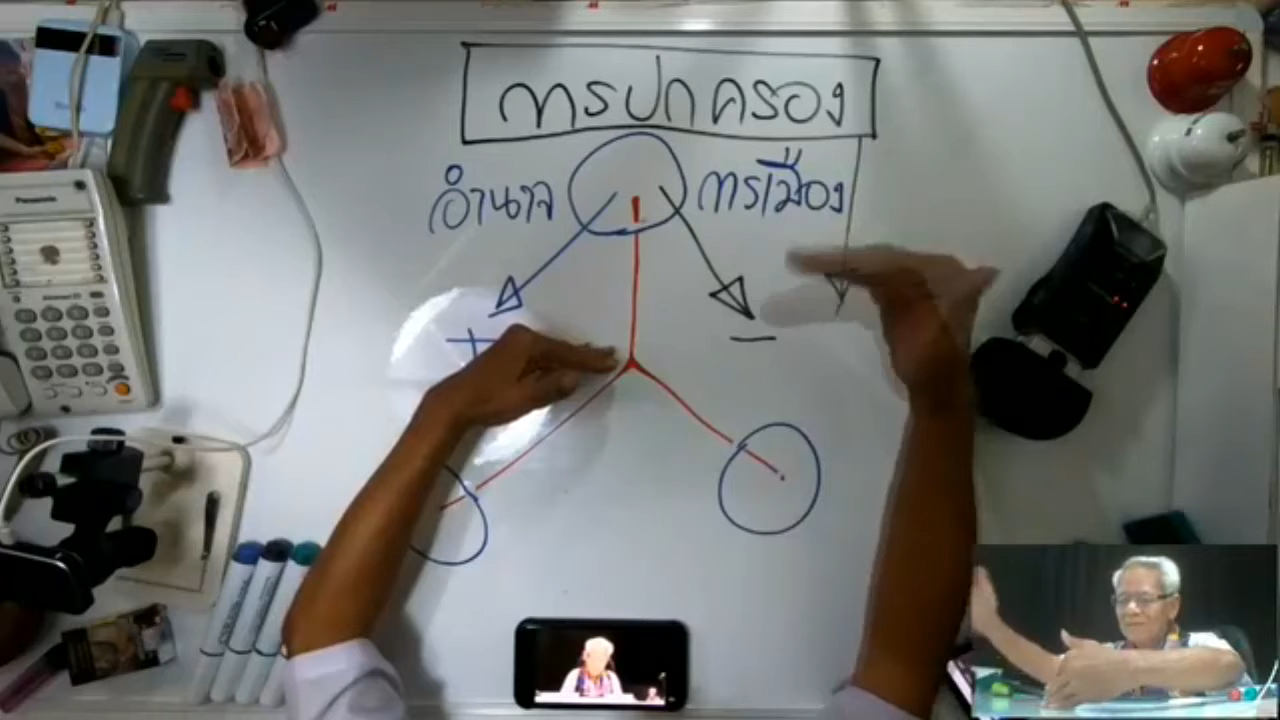 การปกครอง
อำนาจ การเมือง
+ −
Panasonic